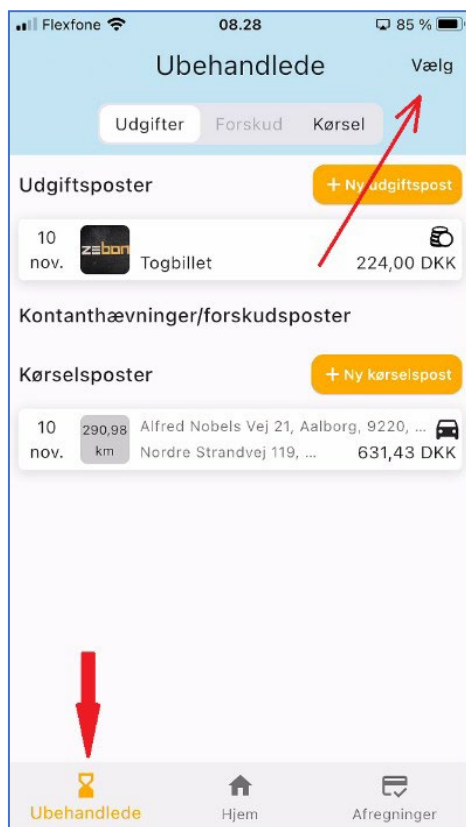 Flexfone 08.28 85 %
Ubehandlede Vælg
Udgifter Forskud Kørsel
Udgiftsposter + Ny udgiftspost
10 nov. zebon Togbillet 224,00 DKK
Kontanthævninger/forskudsposter
Kørselsposter + Ny kørselspost
10 290,98 Alfred Nobels Vej 21, Aalborg, 9220, ...
nov. km Nordre Strandvej 119, ... 631,43 DKK
Ubehandlede Hjem Afregninger